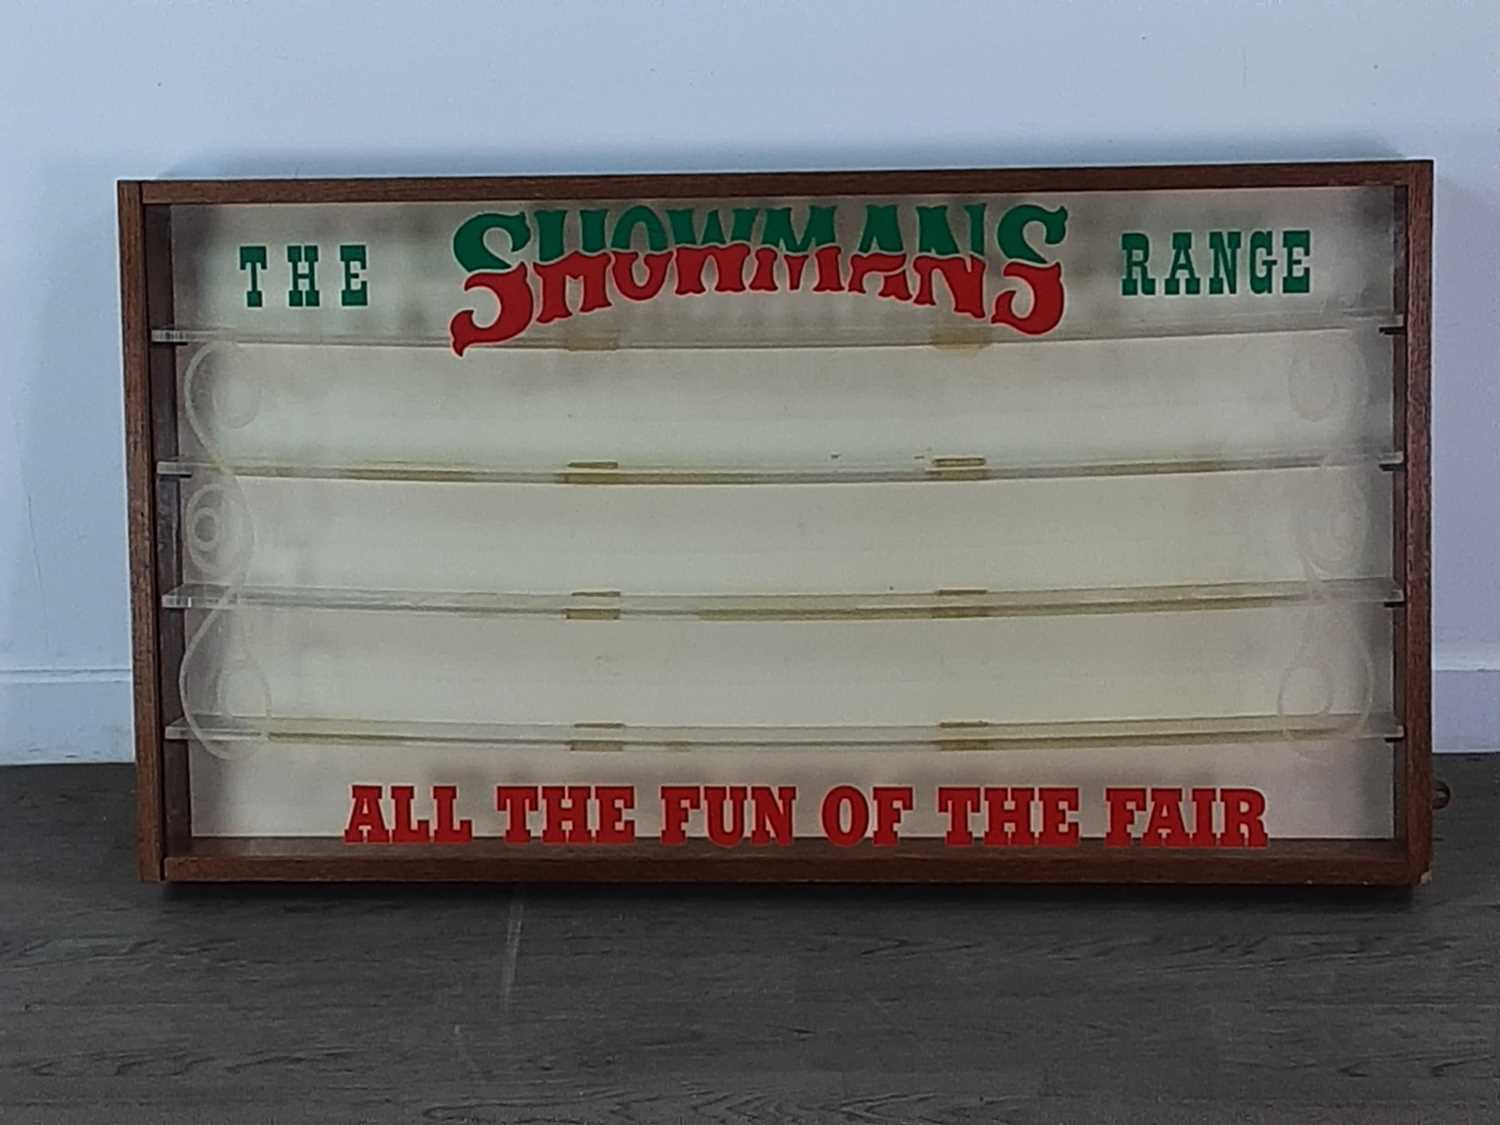 THE SHOWMANS RANGE
ALL THE FUN OF THE FAIR